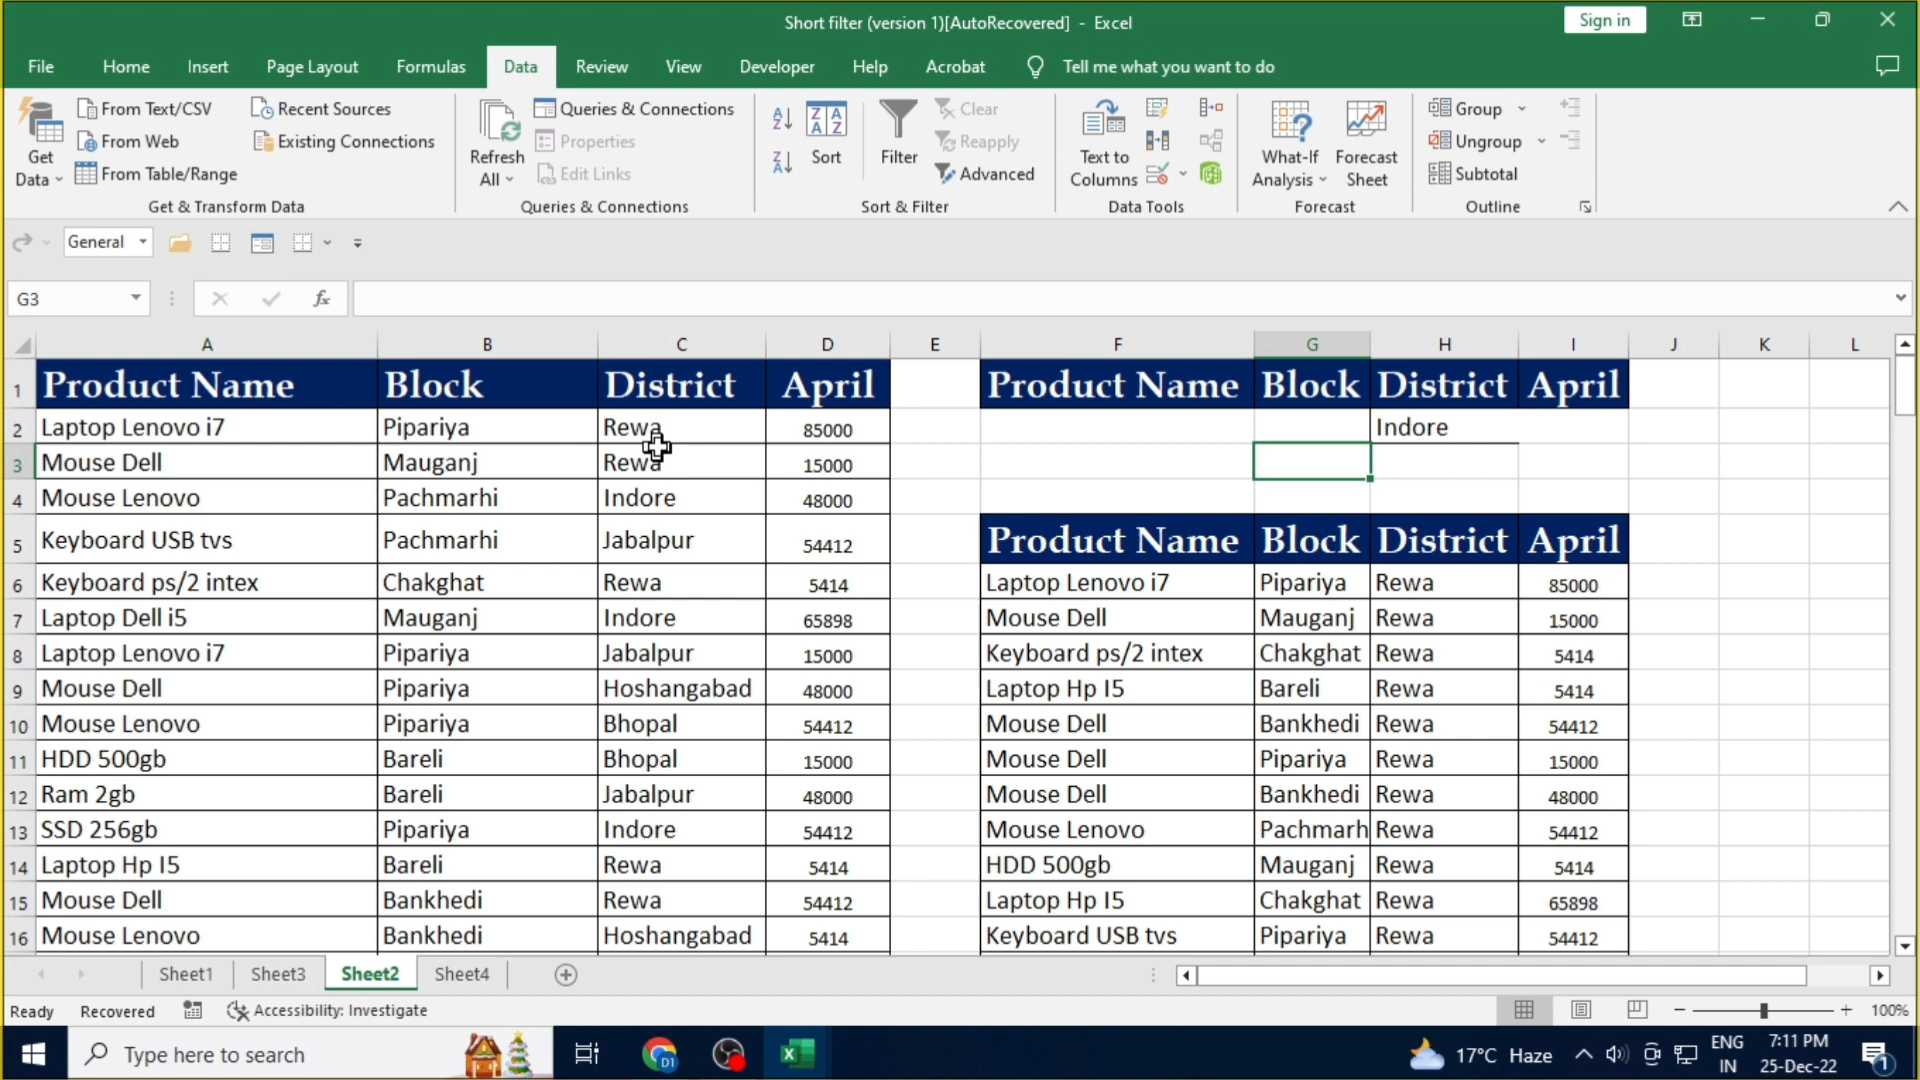 Short filter (version 1)[AutoRecovered] - Excel
Sign in
File Home Insert Page Layout Formulas Data Review View Developer Help Acrobat Tell me what you want to do
Get Data
From Text/CSV
From Web
From Table/Range
Recent Sources
Existing Connections
Get & Transform Data
Refresh All
Queries & Connections
Properties
Edit Links
Queries & Connections
Sort
Filter
Clear
Reapply
Advanced
Sort & Filter
Text to Columns
Data Tools
What-If Analysis
Forecast Sheet
Forecast
Group
Ungroup
Subtotal
Outline
General
G3
fx
A B C D E F G H I J K L
1 Product Name Block District April Product Name Block District April
2 Laptop Lenovo i7 Pipariya Rewa 85000 Indore
3 Mouse Dell Mauganj Rewa 15000
4 Mouse Lenovo Pachmarhi Indore 48000
5 Keyboard USB tvs Pachmarhi Jabalpur 54412 Product Name Block District April
6 Keyboard ps/2 intex Chakghat Rewa 5414 Laptop Lenovo i7 Pipariya Rewa 85000
7 Laptop Dell i5 Mauganj Indore 65898 Mouse Dell Mauganj Rewa 15000
8 Laptop Lenovo i7 Pipariya Jabalpur 15000 Keyboard ps/2 intex Chakghat Rewa 5414
9 Mouse Dell Pipariya Hoshangabad 48000 Laptop Hp I5 Bareli Rewa 5414
10 Mouse Lenovo Pipariya Bhopal 54412 Mouse Dell Bankhedi Rewa 54412
11 HDD 500gb Bareli Bhopal 15000 Mouse Dell Pipariya Rewa 15000
12 Ram 2gb Bareli Jabalpur 48000 Mouse Dell Bankhedi Rewa 48000
13 SSD 256gb Pipariya Indore 54412 Mouse Lenovo Pachmarh Rewa 54412
14 Laptop Hp I5 Bareli Rewa 5414 HDD 500gb Mauganj Rewa 5414
15 Mouse Dell Bankhedi Rewa 54412 Laptop Hp I5 Chakghat Rewa 65898
16 Mouse Lenovo Bankhedi Hoshangabad 5414 Keyboard USB tvs Pipariya Rewa 54412
Sheet1 Sheet3 Sheet2 Sheet4
Ready Recovered Accessibility: Investigate 100%
Type here to search
17°C Haze
ENG IN
7:11 PM
25-Dec-22
1